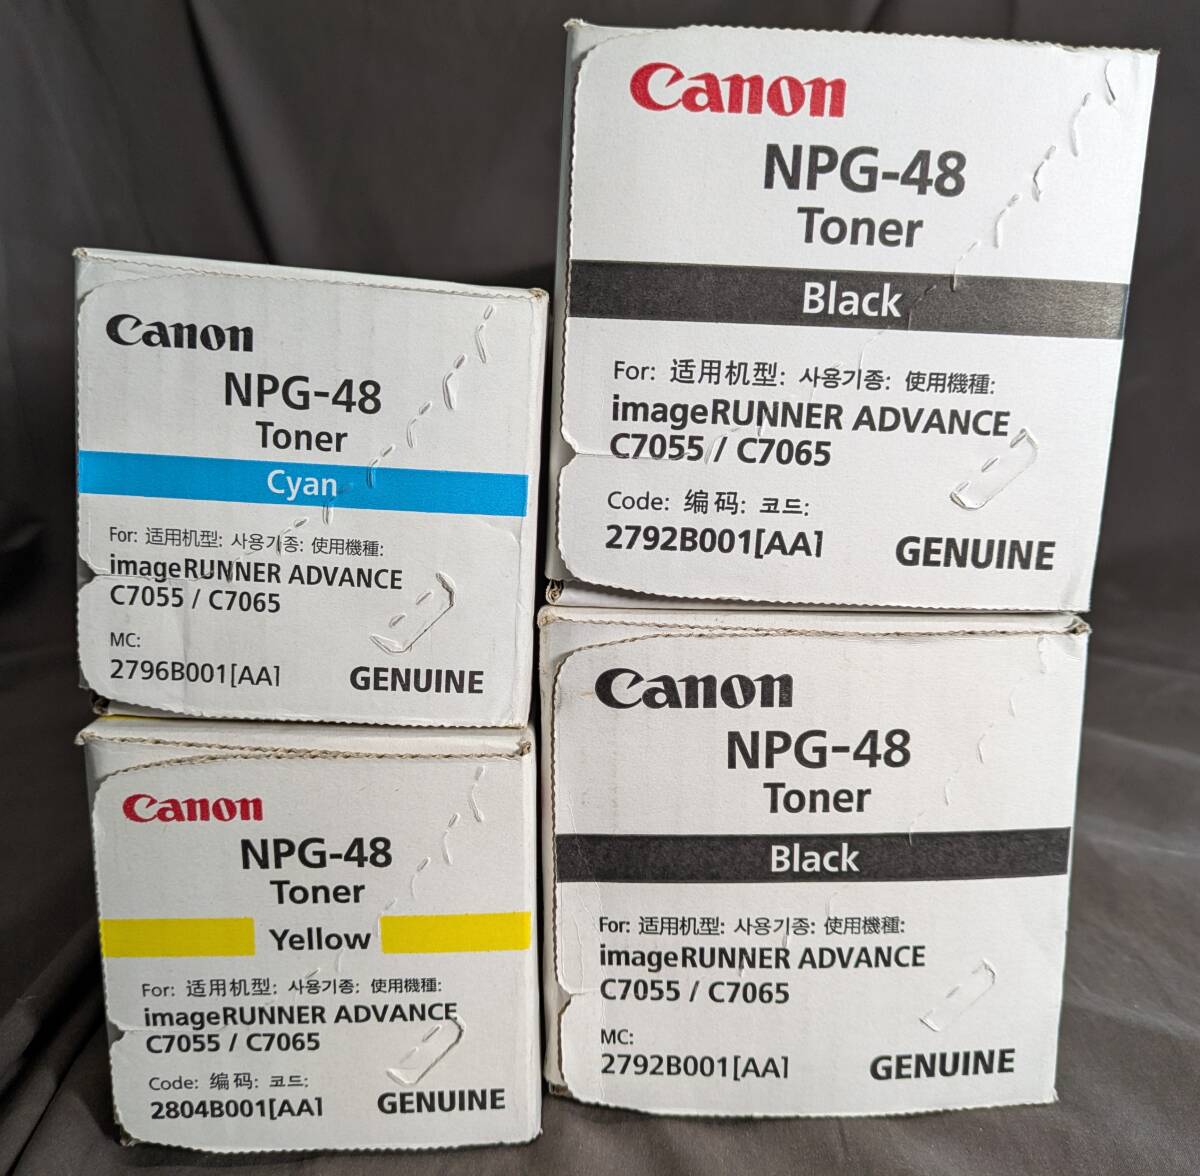 Canon
NPG-48
Toner
Cyan
For: 适用机型: 사용기종: 使用機種:
imageRUNNER ADVANCE
C7055 / C7065
MC:
2796B001[AA]
GENUINE
Canon
NPG-48
Toner
Black
For: 适用机型: 사용기종: 使用機種:
imageRUNNER ADVANCE
C7055 / C7065
Code: 编码: 코드:
2792B001[AA]
GENUINE
Canon
NPG-48
Toner
Yellow
For: 适用机型: 사용기종: 使用機種:
imageRUNNER ADVANCE
C7055 / C7065
Code: 编码: 코드:
2804B001[AA]
GENUINE
Canon
NPG-48
Toner
Black
For: 适用机型: 사용기종: 使用機種:
imageRUNNER ADVANCE
C7055 / C7065
MC:
2792B001[AA]
GENUINE